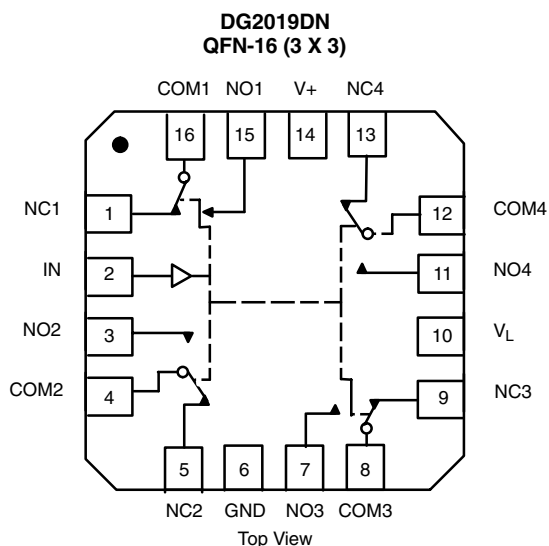 DG2019DN
QFN-16 (3 X 3)
COM1 NO1 V+ NC4
16 15 14 13
NC1 1 12 COM4
IN 2 11 NO4
NO2 3 10 VL
COM2 4 9 NC3
5 6 7 8
NC2 GND NO3 COM3
Top View